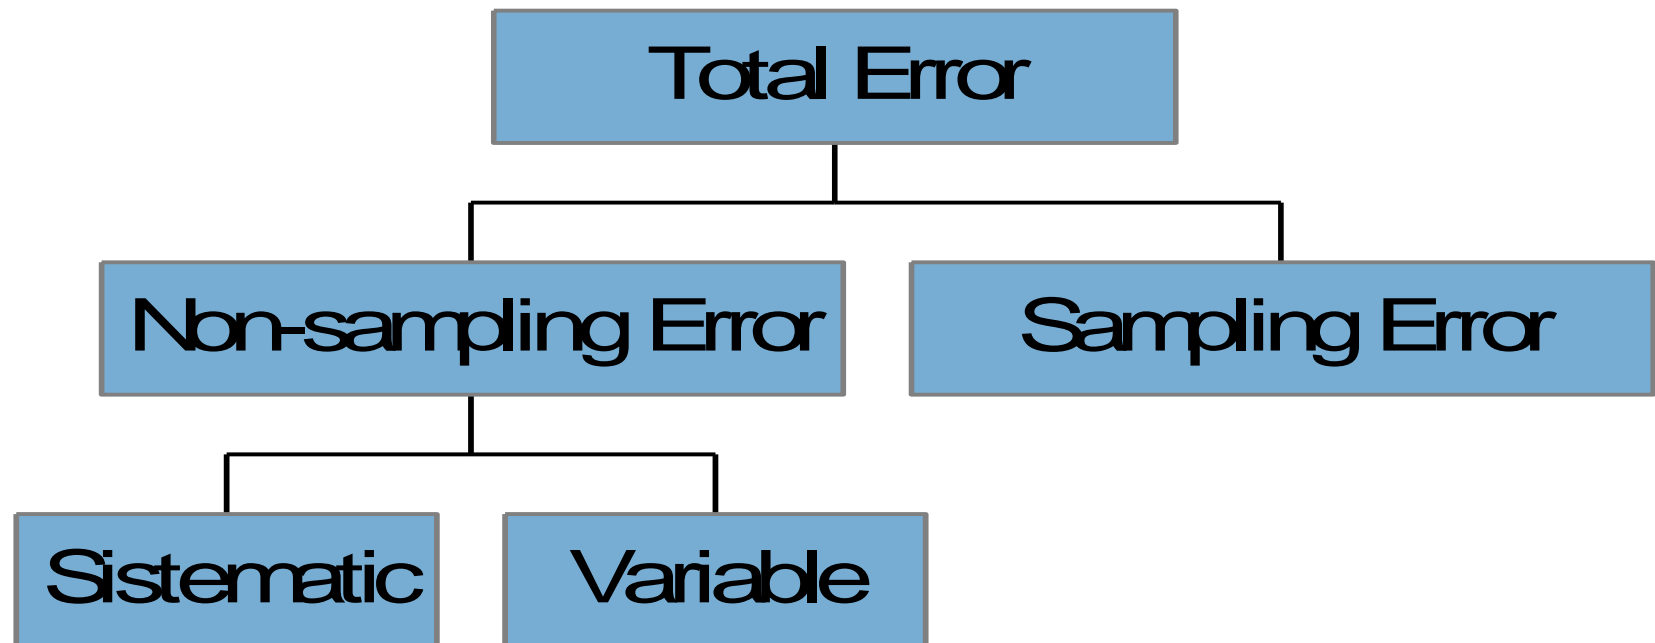 Total Error
Non-sampling Error
Sampling Error
Sistematic
Variable